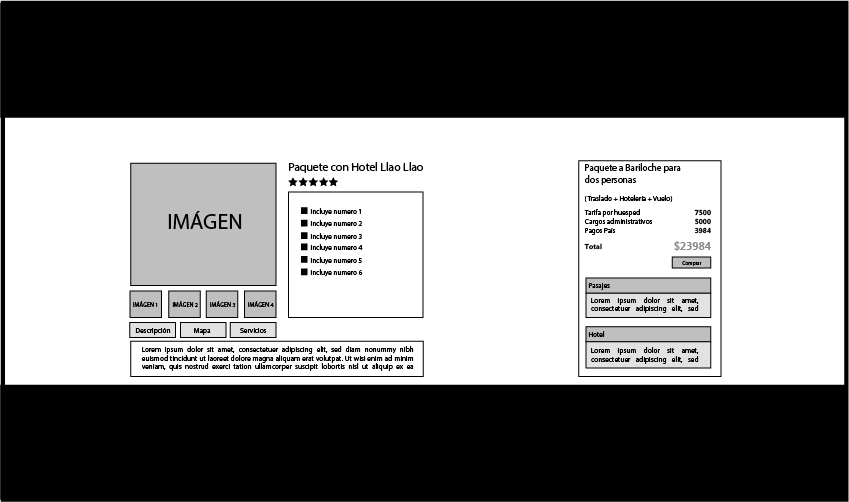 IMÁGEN
IMÁGEN 1
IMÁGEN 2
IMÁGEN 3
IMÁGEN 4
Descripción
Mapa
Servicios
Paquete con Hotel Llao Llao
Incluye numero 1
Incluye numero 2
Incluye numero 3
Incluye numero 4
Incluye numero 5
Incluye numero 6
Lorem ipsum dolor sit amet, consectetuer adipiscing elit, sed diam nonummy nibh
euismod tincidunt ut laoreet dolore magna aliquam erat volutpat. Ut wisi enim ad minim
veniam, quis nostrud exerci tation ullamcorper suscipit lobortis nisl ut aliquip ex ea
Paquete a Bariloche para
dos personas
(Traslado + Hotelería + Vuelo)
Tarifa por huesped 7500
Cargos administrativos 5000
Pagos País 3984
Total $23984
Comprar
Pasajes
Lorem ipsum dolor sit amet,
consectetuer adipiscing elit, sed
Hotel
Lorem ipsum dolor sit amet,
consectetuer adipiscing elit, sed